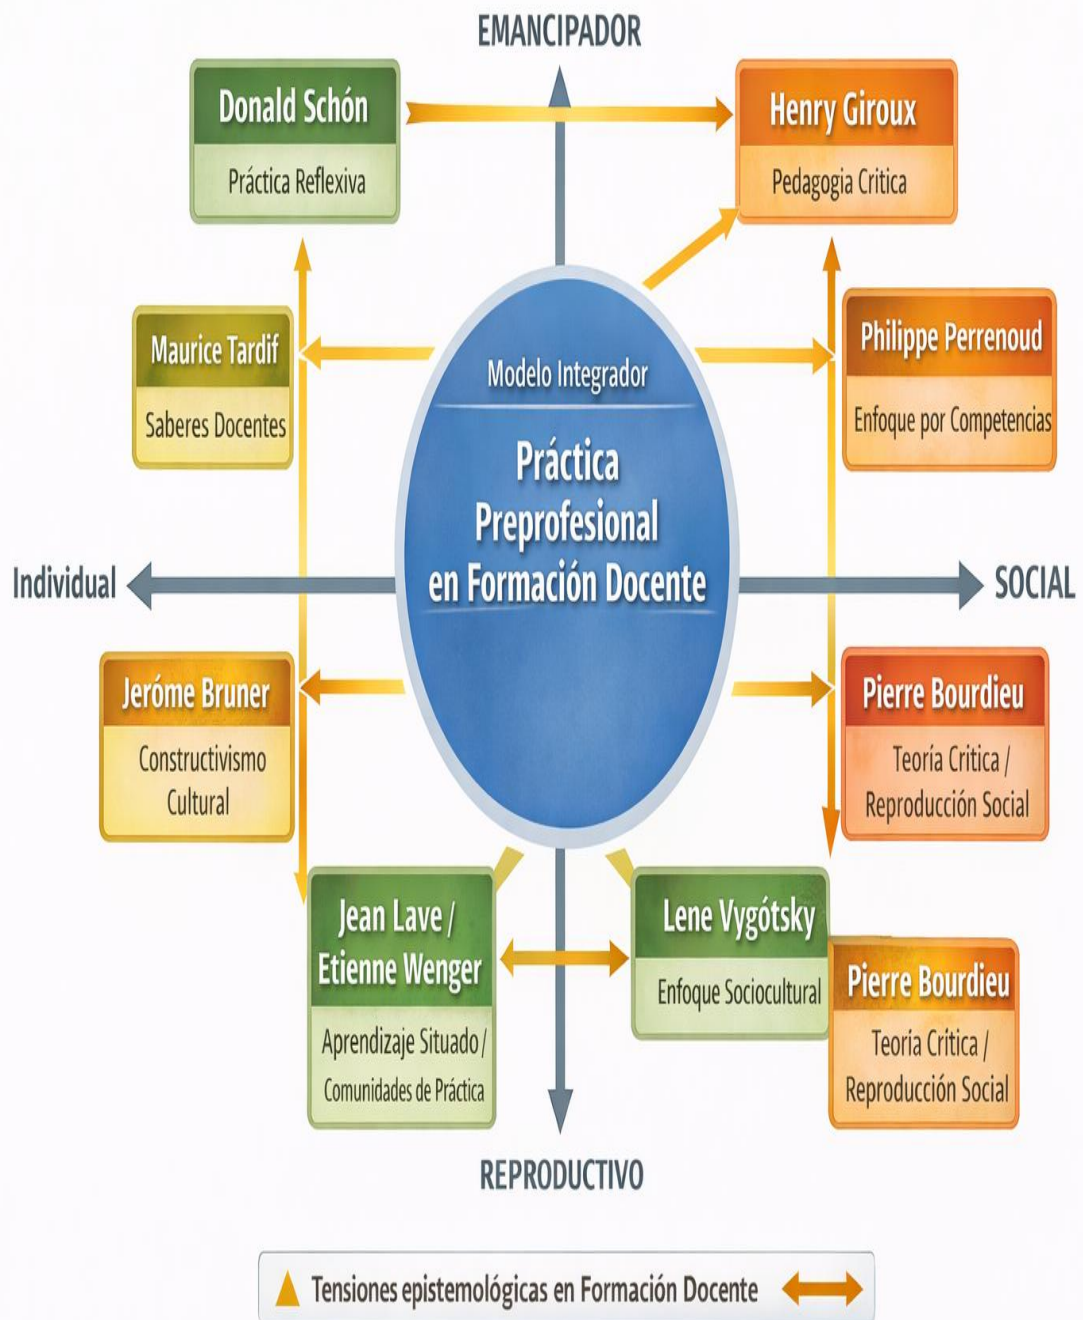 EMANCIPADOR
Donald Schón
Práctica Reflexiva
Henry Giroux
Pedagogia Critica
Maurice Tardif
Saberes Docentes
Philippe Perrenoud
Enfoque por Competencias
Modelo Integrador
Práctica
Preprofesional
en Formación Docente
Individual
SOCIAL
Jeróme Bruner
Constructivismo
Cultural
Pierre Bourdieu
Teoría Critica /
Reproducción Social
Jean Lave /
Etienne Wenger
Aprendizaje Situado /
Comunidades de Práctica
Lene Vygótsky
Enfoque Sociocultural
Pierre Bourdieu
Teoría Critica /
Reproducción Social
REPRODUCTIVO
Tensiones epistemológicas en Formación Docente